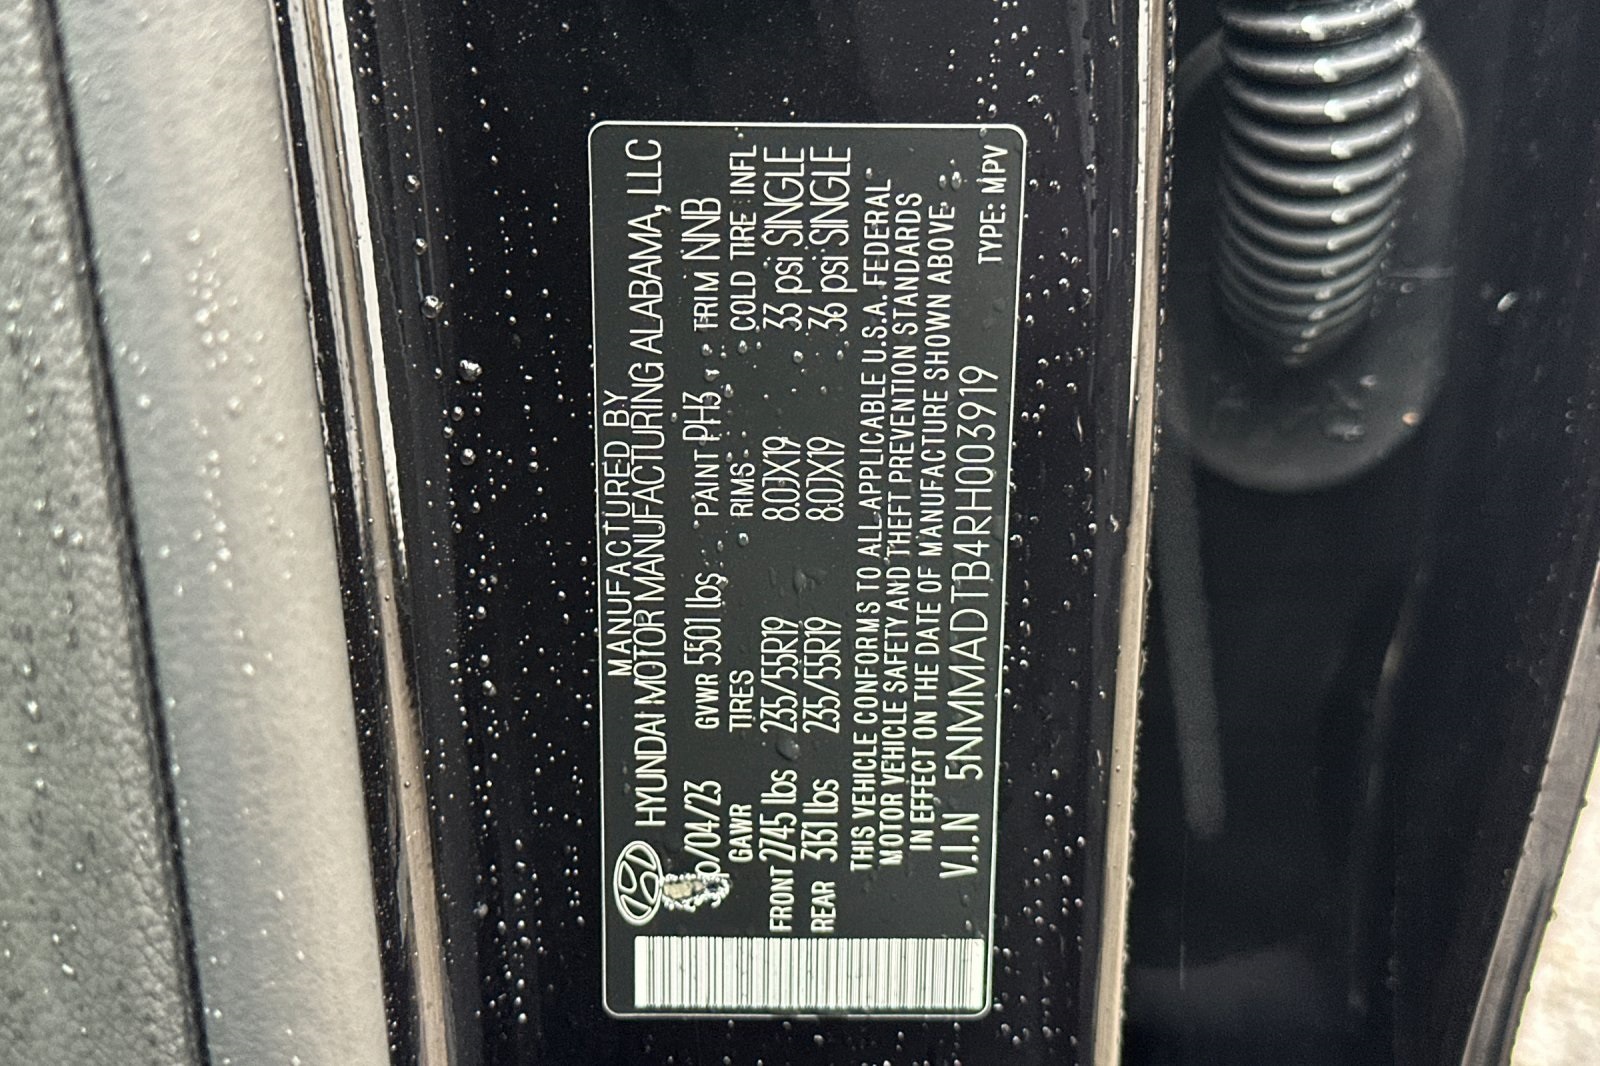 MANUFACTURED BY
HYUNDAI MOTOR MANUFACTURING ALABAMA, LLC
/04/23 GVWR 5501 lbs PAINT PH3 TRIM NNB
GAWR TIRES RIMS COLD TIRE INFL
FRONT 2745 lbs 235/55R19 8.0JX19 33 psi SINGLE
REAR 3131 lbs 235/55R19 8.0JX19 36 psi SINGLE
THIS VEHICLE CONFORMS TO ALL APPLICABLE U.S.A. FEDERAL
MOTOR VEHICLE SAFETY AND THEFT PREVENTION STANDARDS
IN EFFECT ON THE DATE OF MANUFACTURE SHOWN ABOVE.
V.I.N 5NMMADTB4RH003919 TYPE: MPV